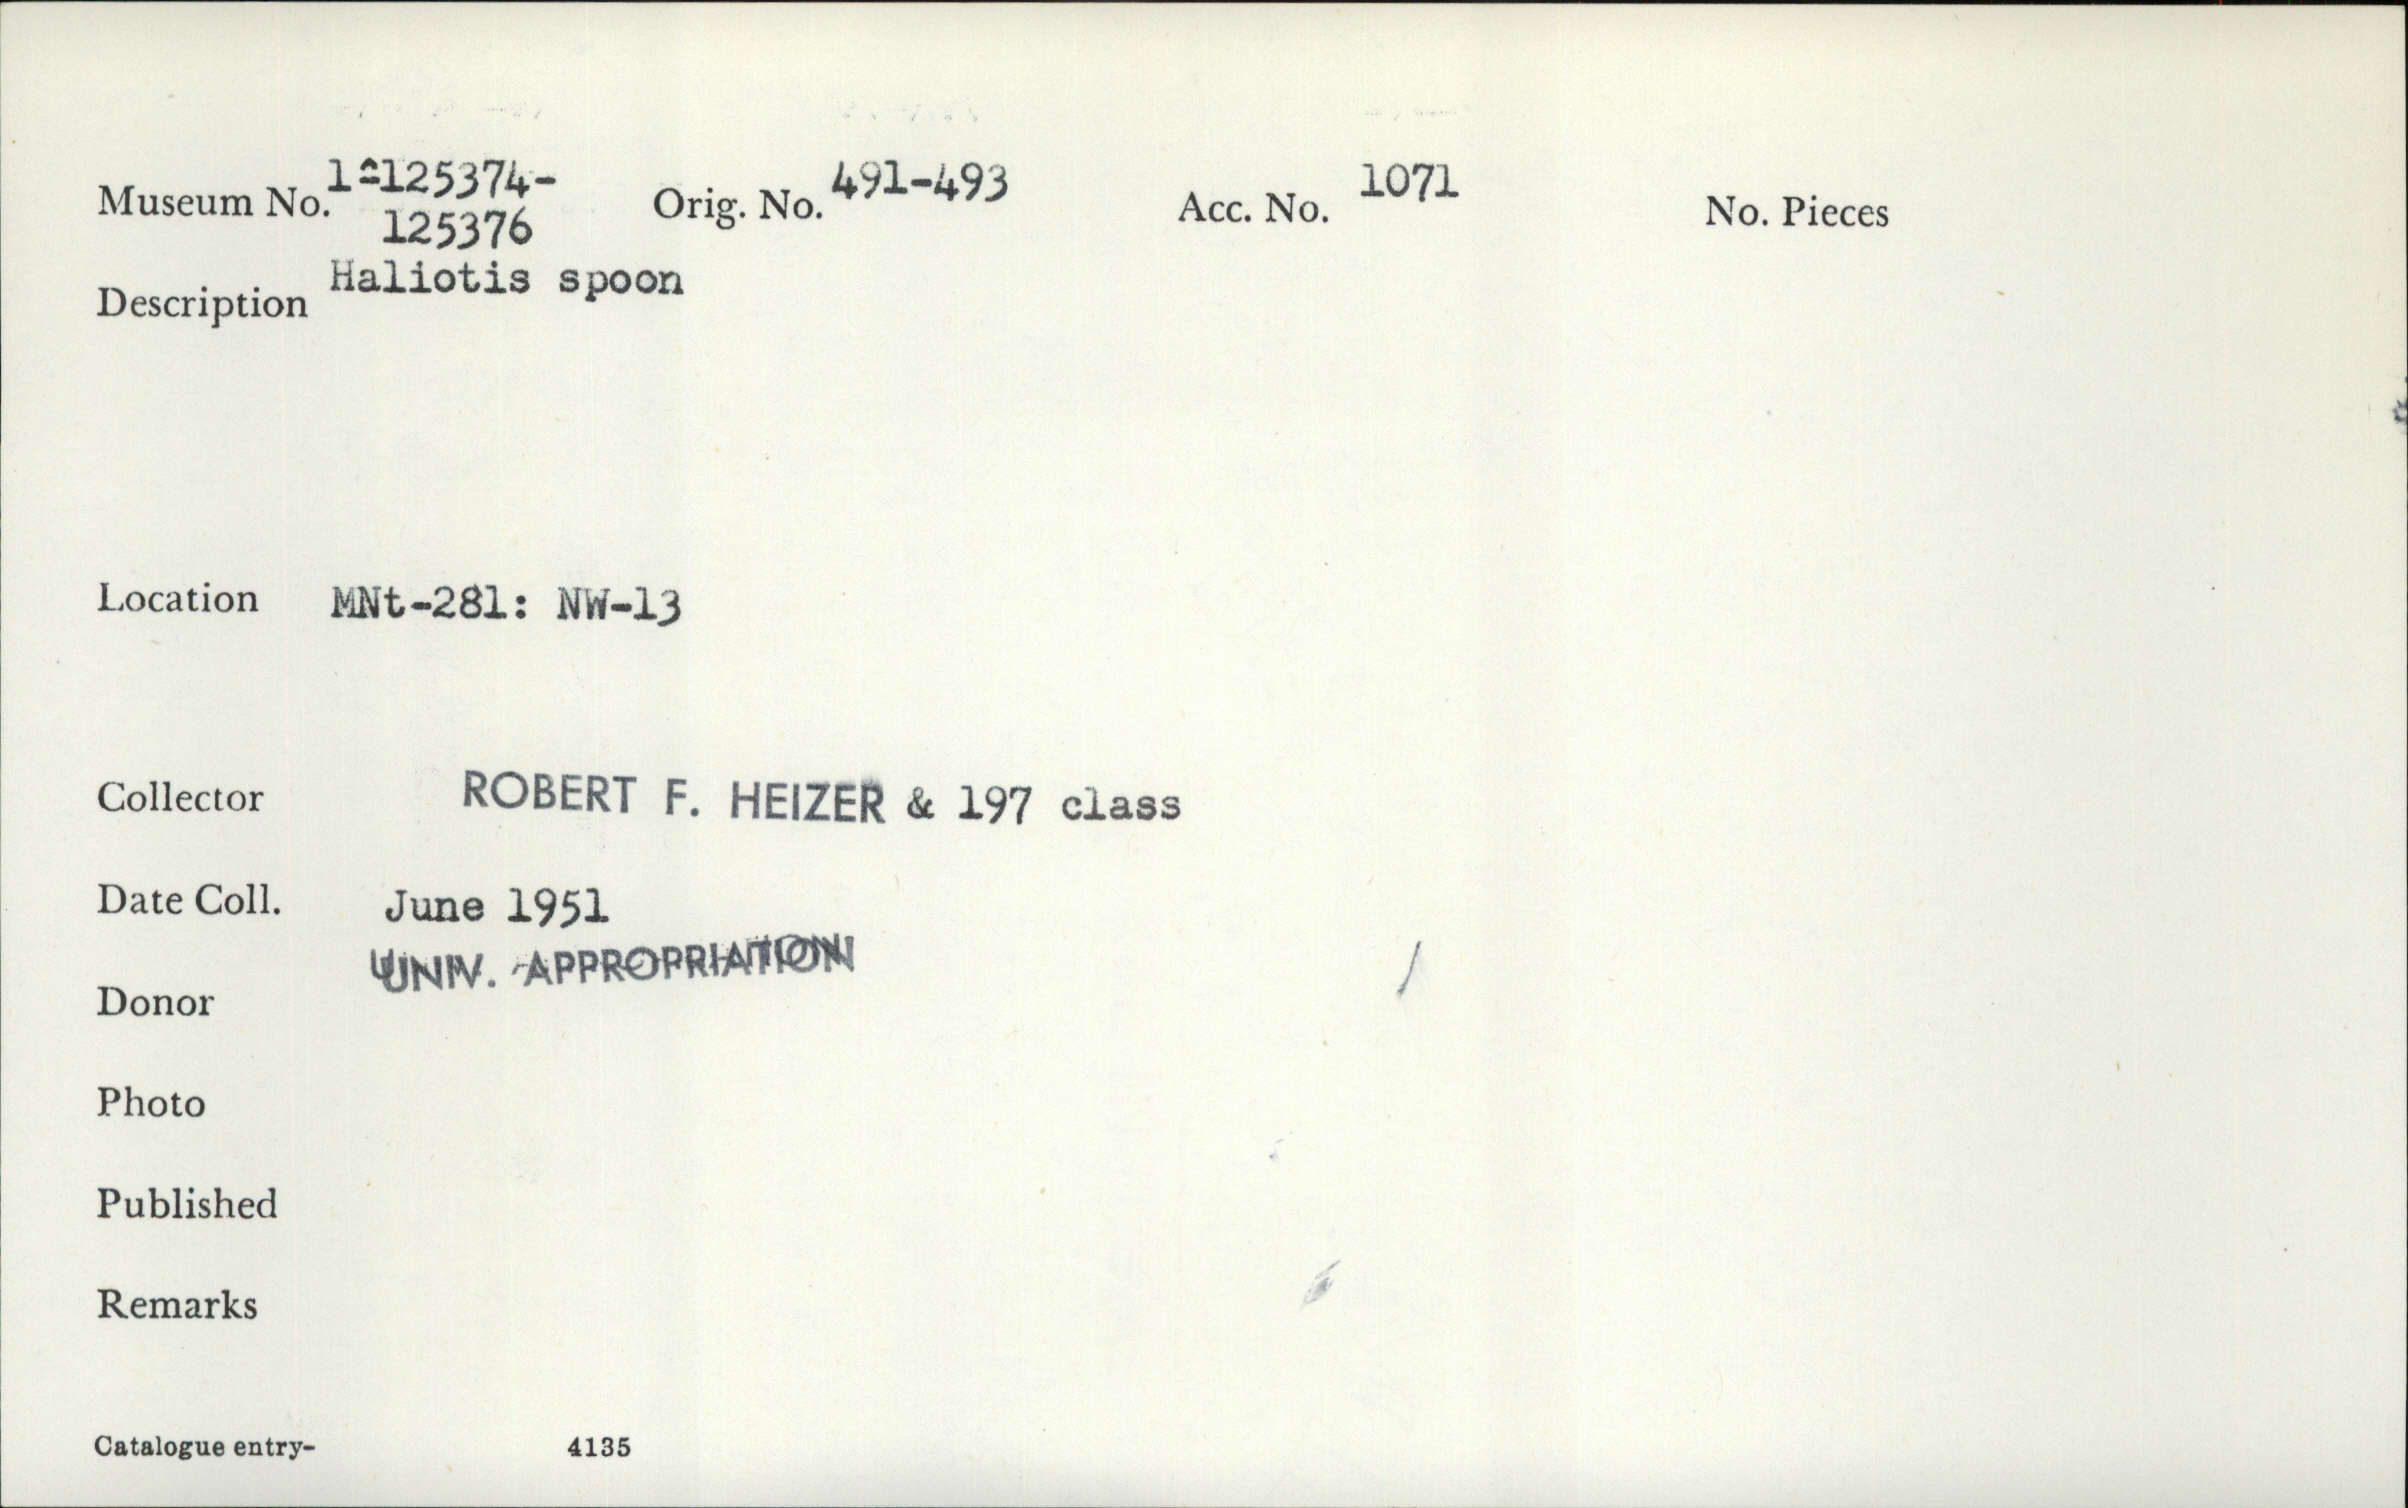 Museum No. 1-125374-125376 Orig. No. 491-493 Acc. No. 1071 No. Pieces
Description Haliotis spoon
Location MNt-281: NW-13
Collector ROBERT F. HEIZER & 197 class
Date Coll. June 1951
UNIV. APPROPRIATION
Donor
Photo
Published
Remarks
Catalogue entry- 4135